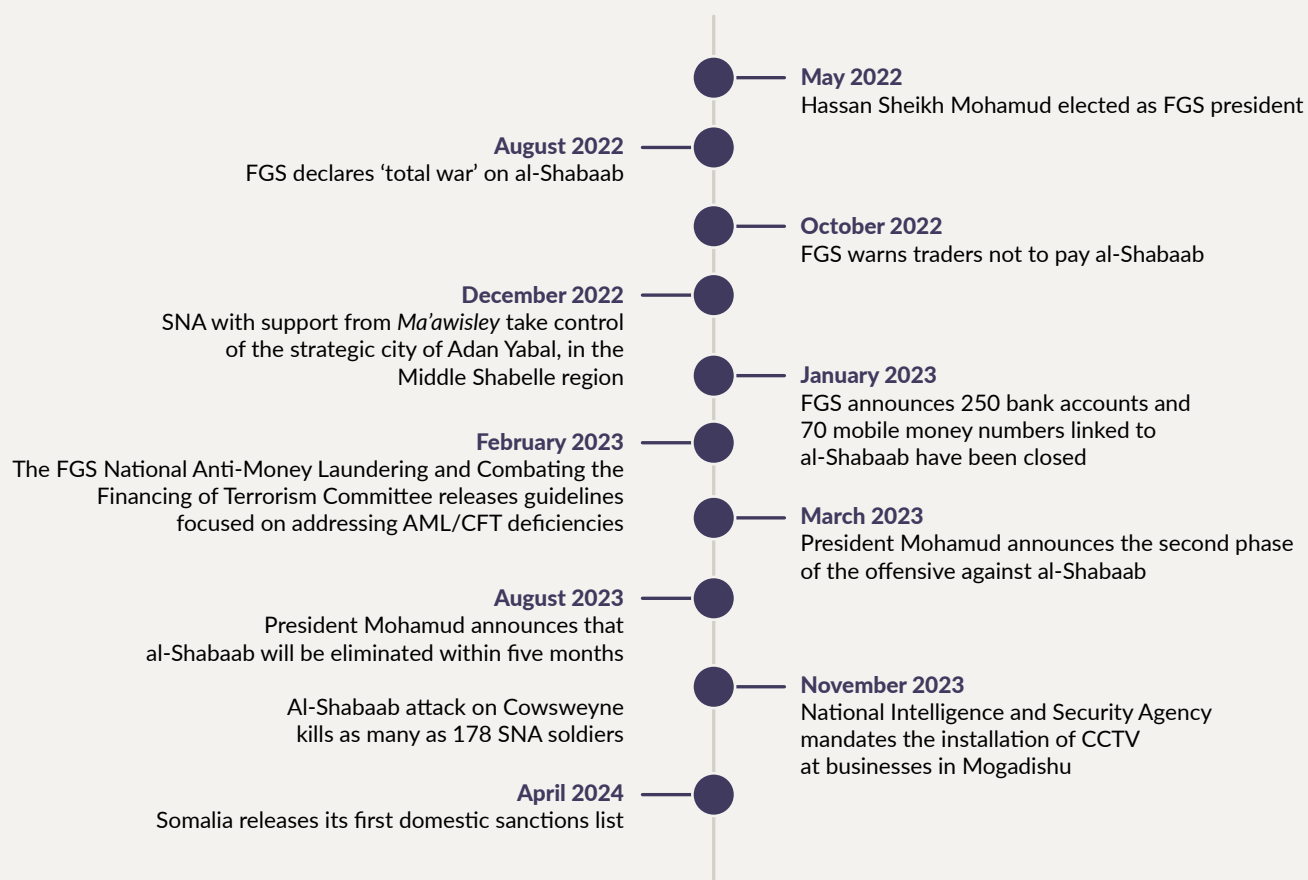 May 2022
Hassan Sheikh Mohamud elected as FGS president
August 2022
FGS declares ‘total war’ on al-Shabaab
October 2022
FGS warns traders not to pay al-Shabaab
December 2022
SNA with support from Ma’awisley take control
of the strategic city of Adan Yabal, in the
Middle Shabelle region
January 2023
FGS announces 250 bank accounts and
70 mobile money numbers linked to
al-Shabaab have been closed
February 2023
The FGS National Anti-Money Laundering and Combating the
Financing of Terrorism Committee releases guidelines
focused on addressing AML/CFT deficiencies
March 2023
President Mohamud announces the second phase
of the offensive against al-Shabaab
August 2023
President Mohamud announces that
al-Shabaab will be eliminated within five months
Al-Shabaab attack on Cowsweyne
kills as many as 178 SNA soldiers
November 2023
National Intelligence and Security Agency
mandates the installation of CCTV
at businesses in Mogadishu
April 2024
Somalia releases its first domestic sanctions list